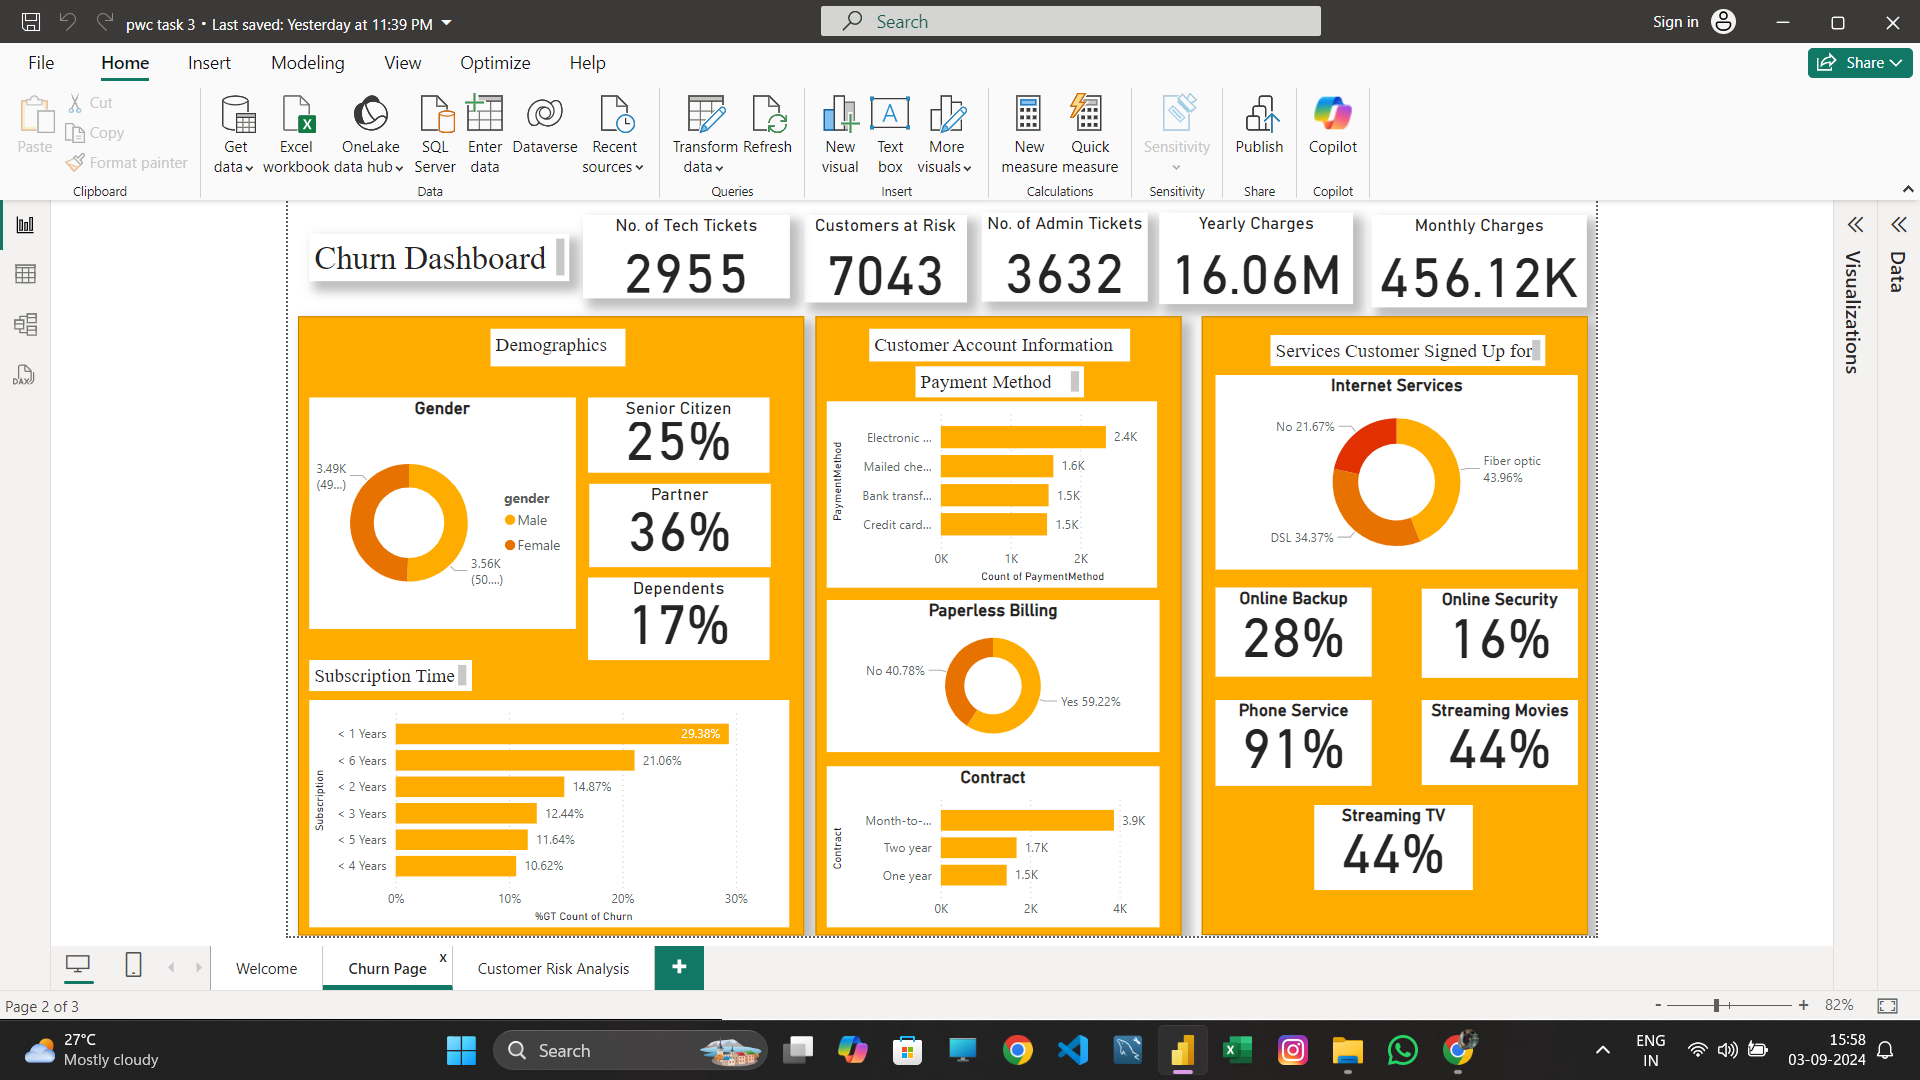 pwc task 3 • Last saved: Yesterday at 11:39 PM
Search
Sign in
File
Home
Insert
Modeling
View
Optimize
Help
Share
Paste
Cut
Copy
Format painter
Clipboard
Get data
Excel workbook
OneLake data hub
SQL Server
Enter data
Dataverse
Recent sources
Data
Transform data
Refresh
Queries
New visual
Text box
More visuals
Insert
New measure
Quick measure
Calculations
Sensitivity
Sensitivity
Publish
Share
Copilot
Copilot
Churn Dashboard
No. of Tech Tickets
2955
Customers at Risk
7043
No. of Admin Tickets
3632
Yearly Charges
16.06M
Monthly Charges
456.12K
Visualizations
Data
Demographics
Gender
3.49K
(49...)
3.56K
(50....)
gender
Male
Female
Senior Citizen
25%
Partner
36%
Dependents
17%
Subscription Time
Subscription
< 1 Years
29.38%
< 6 Years
21.06%
< 2 Years
14.87%
< 3 Years
12.44%
< 5 Years
11.64%
< 4 Years
10.62%
0%
10%
20%
30%
%GT Count of Churn
Customer Account Information
Payment Method
PaymentMethod
Electronic ...
2.4K
Mailed che...
1.6K
Bank transf...
1.5K
Credit card...
1.5K
0K
1K
2K
Count of PaymentMethod
Paperless Billing
No 40.78%
Yes 59.22%
Contract
Contract
Month-to-...
3.9K
Two year
1.7K
One year
1.5K
0K
2K
4K
Services Customer Signed Up for
Internet Services
No 21.67%
Fiber optic
43.96%
DSL 34.37%
Online Backup
28%
Online Security
16%
Phone Service
91%
Streaming Movies
44%
Streaming TV
44%
Welcome
Churn Page
x
Customer Risk Analysis
+
Page 2 of 3
-
+
82%
27°C
Mostly cloudy
Search
ENG
IN
15:58
03-09-2024